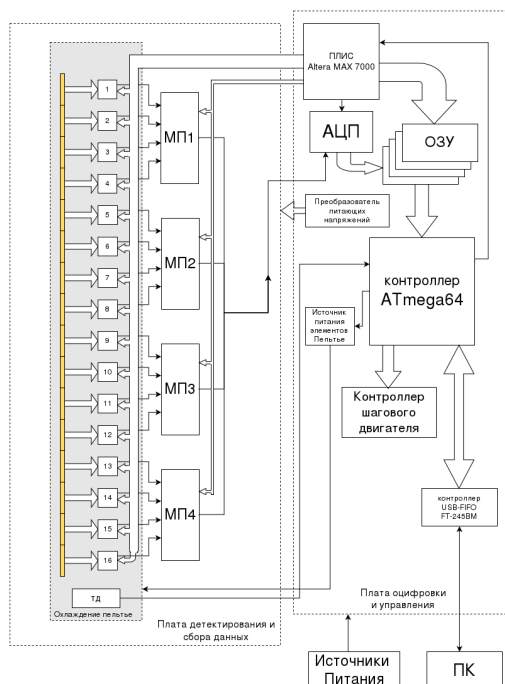 ПЛИС
Altera MAX 7000
АЦП
ОЗУ
Преобразователь
питающих
напряжений
контроллер
ATmega64
Источник
питания
элементов
Пельтье
Контроллер
шагового
двигателя
контроллер
USB-FIFO
FT-245BM
Плата оцифровки
и управления
Источники
Питания
ПК
1
2
3
4
5
6
7
8
9
10
11
12
13
14
15
16
МП1
МП2
МП3
МП4
ТД
Охлаждение пельтье
Плата детектирования и
сбора данных